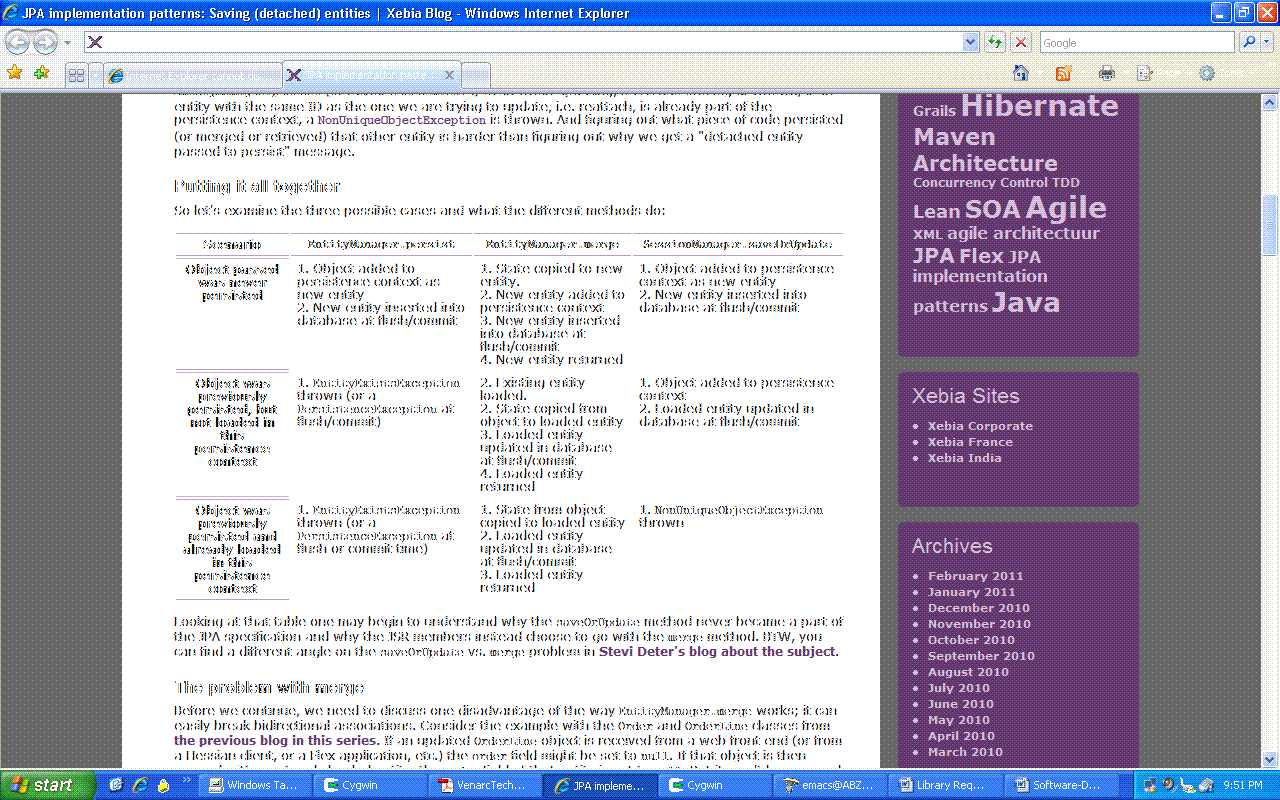 JPA implementation patterns: Saving (detached) entities | Xebia Blog - Windows Internet Explorer
Google
Internet Explorer cannot dis
JPA implementation patte...
entity with the same ID as the one we are trying to update, i.e. reattach, is already part of the
persistence context, a NonUniqueObjectException is thrown. And figuring out what piece of code persisted
(or merged or retrieved) that other entity is harder than figuring out why we get a "detached entity
passed to persist" message.
Putting it all together
So let's examine the three possible cases and what the different methods do:
Scenario
EntityManager.persist
EntityManager.merge
SessionManager.saveOrUpdate
Object passed
was never
persisted
1. Object added to
persistence context as
new entity
2. New entity inserted into
database at flush/commit
1. State copied to new
entity.
2. New entity added to
persistence context
3. New entity inserted
into database at
flush/commit
4. New entity returned
1. Object added to persistence
context as new entity
2. New entity inserted into
database at flush/commit
Object was
previously
persisted, but
not loaded in
this
persistence
context
1. EntityExistsException
thrown (or a
PersistenceException at
flush/commit)
2. Existing entity
loaded.
2. State copied from
object to loaded entity
3. Loaded entity
updated in database
at flush/commit
4. Loaded entity
returned
1. Object added to persistence
context
2. Loaded entity updated in
database at flush/commit
Object was
previously
persisted and
already loaded
in this
persistence
context
1. EntityExistsException
thrown (or a
PersistenceException at
flush or commit time)
1. State from object
copied to loaded entity
2. Loaded entity
updated in database
at flush/commit
3. Loaded entity
returned
1. NonUniqueObjectException
thrown
Looking at that table one may begin to understand why the saveOrUpdate method never became a part of
the JPA specification and why the JSR members instead choose to go with the merge method. BTW, you
can find a different angle on the saveOrUpdate vs. merge problem in Stevi Deter's blog about the subject.
The problem with merge
Before we continue, we need to discuss one disadvantage of the way EntityManager.merge works; it can
easily break bidirectional associations. Consider the example with the Order and OrderLine classes from
the previous blog in this series. If an updated OrderLine object is received from a web front end (or from
a Hessian client, or a Flex application, etc.) the order field might be set to null. If that object is then
Grails Hibernate
Maven
Architecture
Concurrency Control TDD
Lean SOA Agile
XML agile architectuur
JPA Flex JPA
implementation
patterns Java
Xebia Sites
Xebia Corporate
Xebia France
Xebia India
Archives
February 2011
January 2011
December 2010
November 2010
October 2010
September 2010
August 2010
July 2010
June 2010
May 2010
April 2010
March 2010
start
Windows Ta...
Cygwin
VenarcTech...
JPA impleme...
Cygwin
emacs@ABZ...
Library Req...
Software-D...
9:51 PM